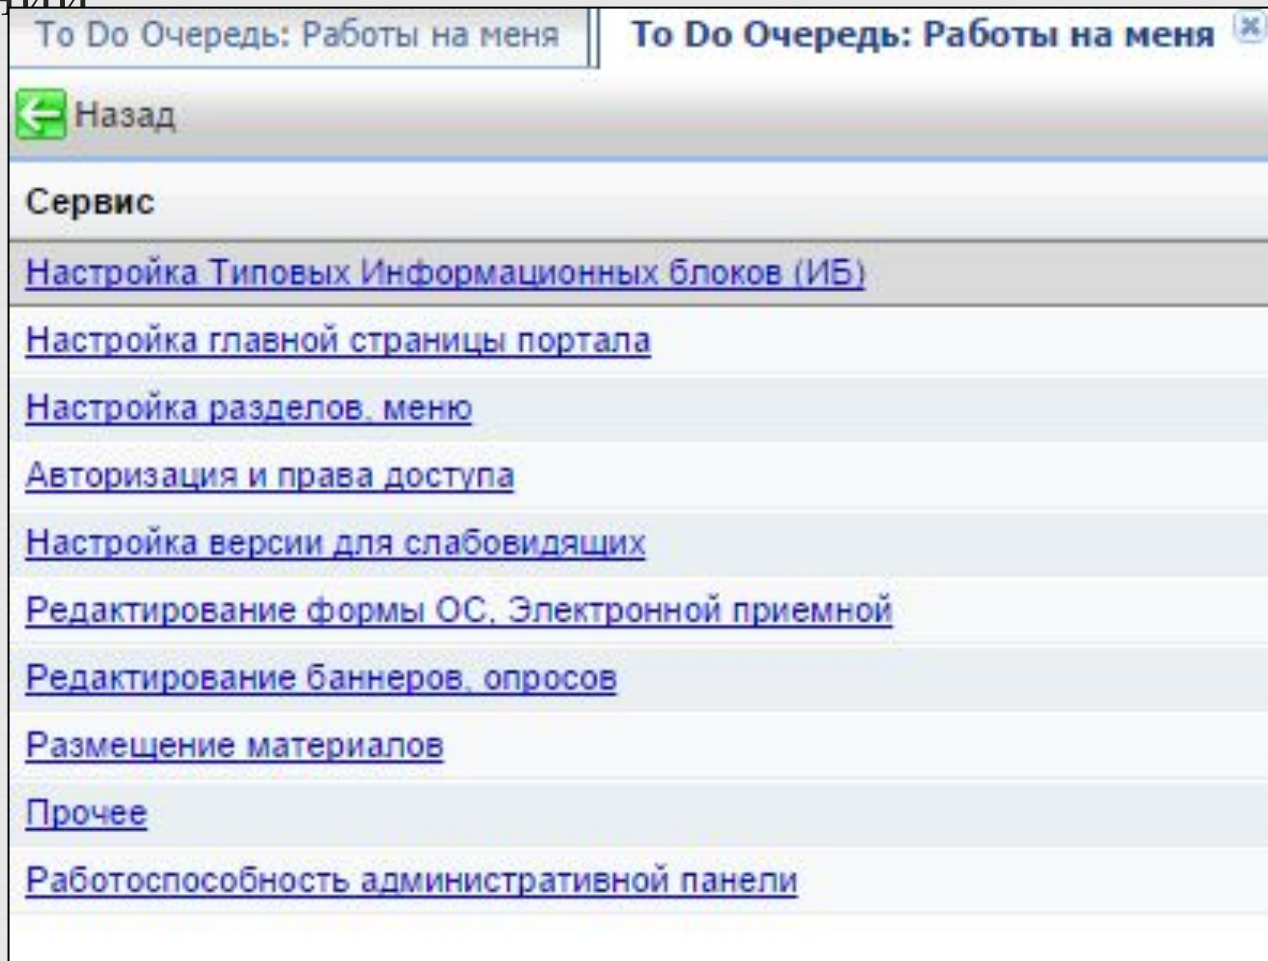 To Do Очередь: Работы на меня To Do Очередь: Работы на меня
Назад
Сервис
Настройка Типовых Информационных блоков (ИБ)
Настройка главной страницы портала
Настройка разделов, меню
Авторизация и права доступа
Настройка версии для слабовидящих
Редактирование формы ОС, Электронной приемной
Редактирование баннеров, опросов
Размещение материалов
Прочее
Работоспособность административной панели